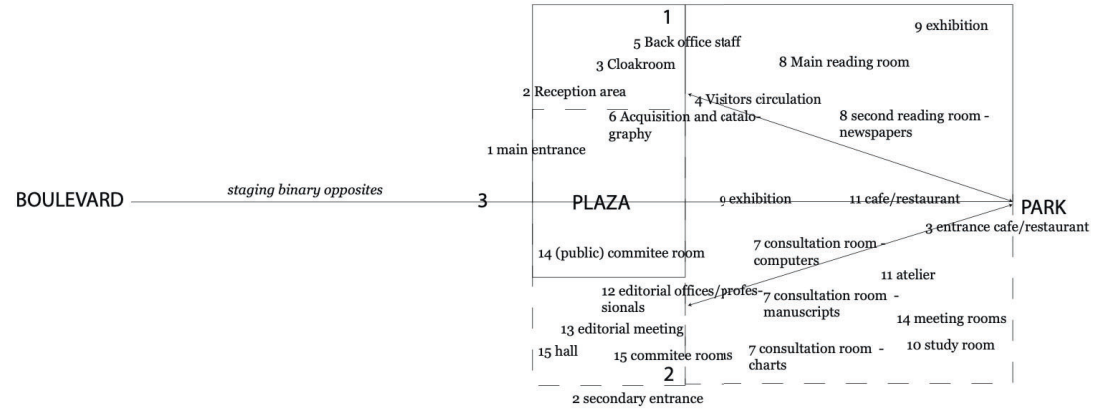 1
9 exhibition
5 Back office staff
3 Cloakroom
8 Main reading room
2 Reception area
4 Visitors circulation
6 Acquisition and catalo-
graphy
8 second reading room -
newspapers
1 main entrance
staging binary opposites
BOULEVARD
3
PLAZA
9 exhibition
11 cafe/restaurant
PARK
3 entrance cafe/restaurant
14 (public) commitee room
7 consultation room -
computers
11 atelier
12 editorial offices/profes-
sionals
7 consultation room -
manuscripts
14 meeting rooms
13 editorial meeting
15 hall
15 commitee rooms
7 consultation room -
charts
10 study room
2
2 secondary entrance